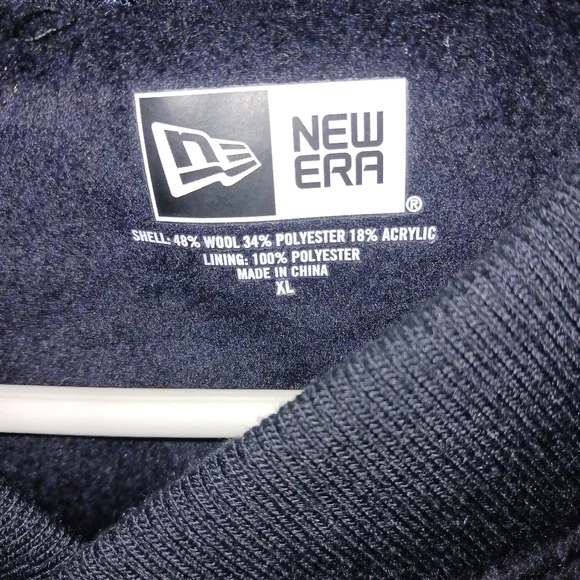 NEW
ERA
®
SHELL: 48% WOOL 34% POLYESTER 18% ACRYLIC
LINING: 100% POLYESTER
MADE IN CHINA
XL